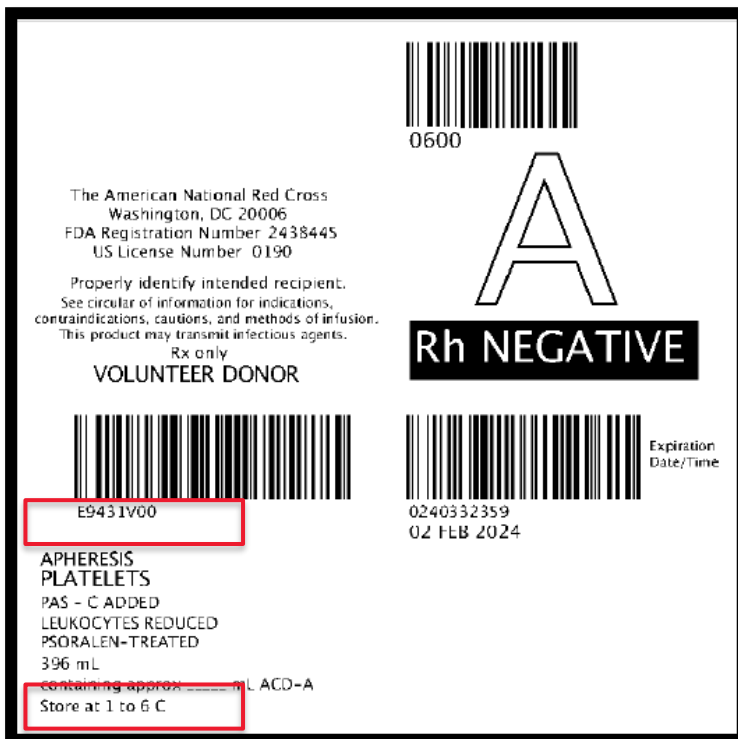 0600
The American National Red Cross
Washington, DC 20006
FDA Registration Number 2438445
US License Number 0190
Properly identify intended recipient.
See circular of information for indications,
contraindications, cautions, and methods of infusion.
This product may transmit infectious agents.
Rx only
VOLUNTEER DONOR
A
Rh NEGATIVE
E9431V00
Expiration
Date/Time
0240332359
02 FEB 2024
APHERESIS
PLATELETS
PAS - C ADDED
LEUKOCYTES REDUCED
PSORALEN-TREATED
396 mL
containing approx _____ mL ACD-A
Store at 1 to 6 C